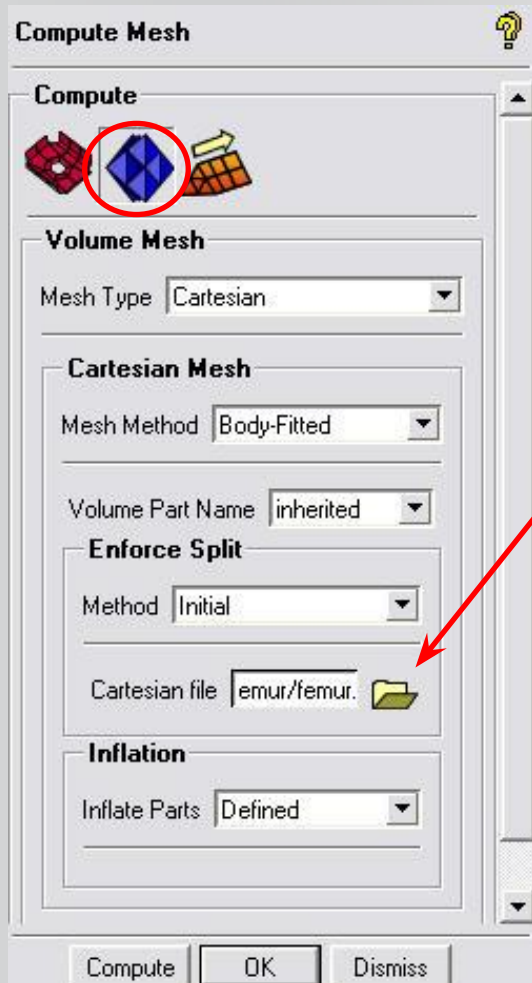 Compute Mesh
Compute
Volume Mesh
Mesh Type Cartesian
Cartesian Mesh
Mesh Method Body-Fitted
Volume Part Name inherited
Enforce Split
Method Initial
Cartesian file emur/femur.
Inflation
Inflate Parts Defined
Compute OK Dismiss